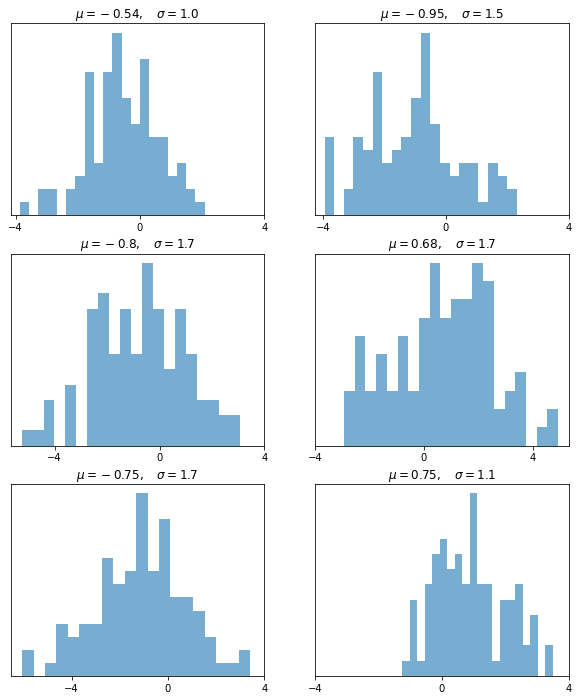 μ = − 0.54, σ = 1.0
−4 0 4
μ = − 0.95, σ = 1.5
−4 0 4
μ = − 0.8, σ = 1.7
−4 0 4
μ = 0.68, σ = 1.7
−4 0 4
μ = − 0.75, σ = 1.7
−4 0 4
μ = 0.75, σ = 1.1
−4 0 4